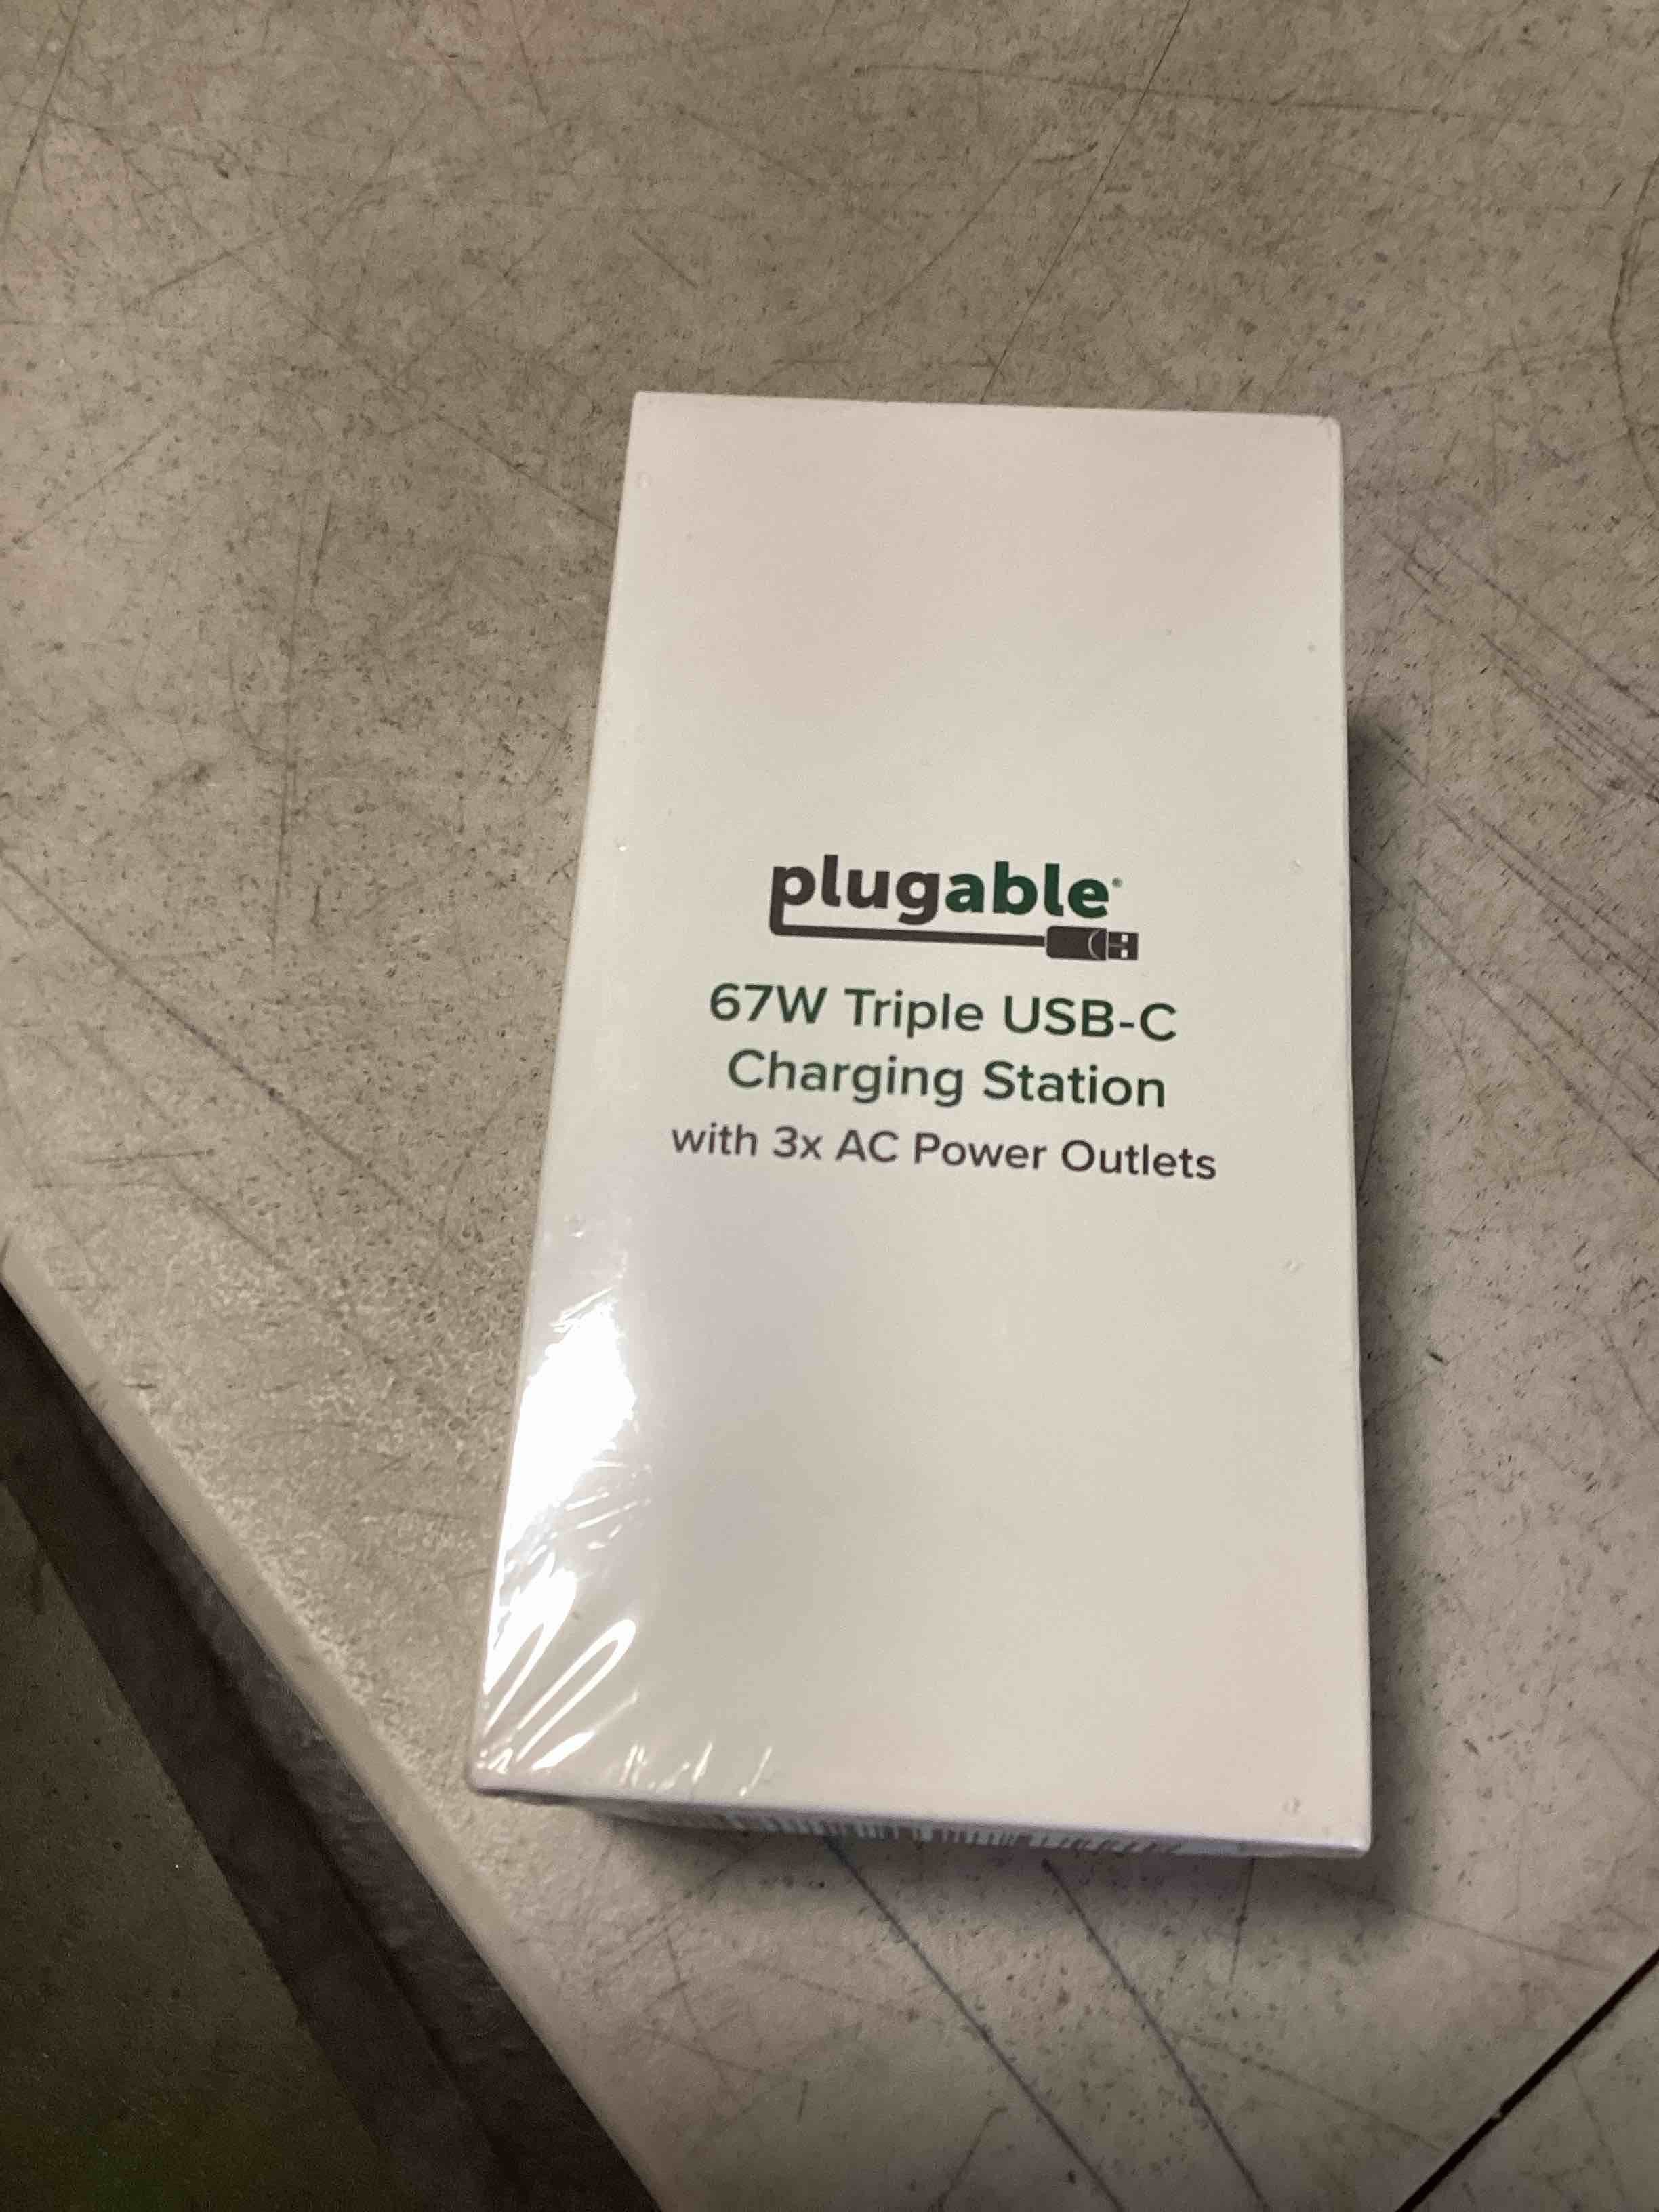 plugable®
67W Triple USB-C
Charging Station
with 3x AC Power Outlets